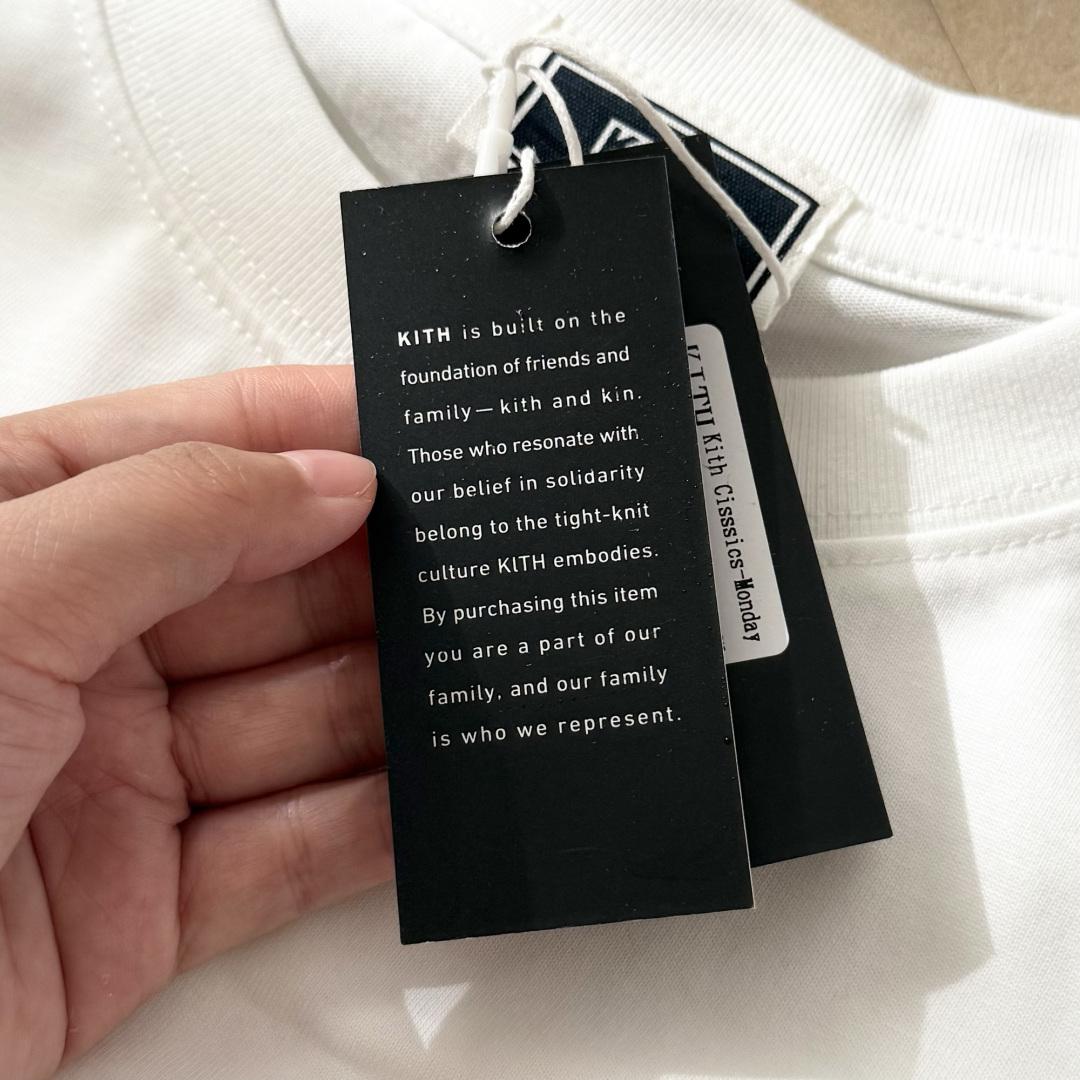 KITH is built on the
foundation of friends and
family— kith and kin.
Those who resonate with
our belief in solidarity
belong to the tight-knit
culture KITH embodies.
By purchasing this item
you are a part of our
family, and our family
is who we represent.
KITH Kith Cisssics-Monday